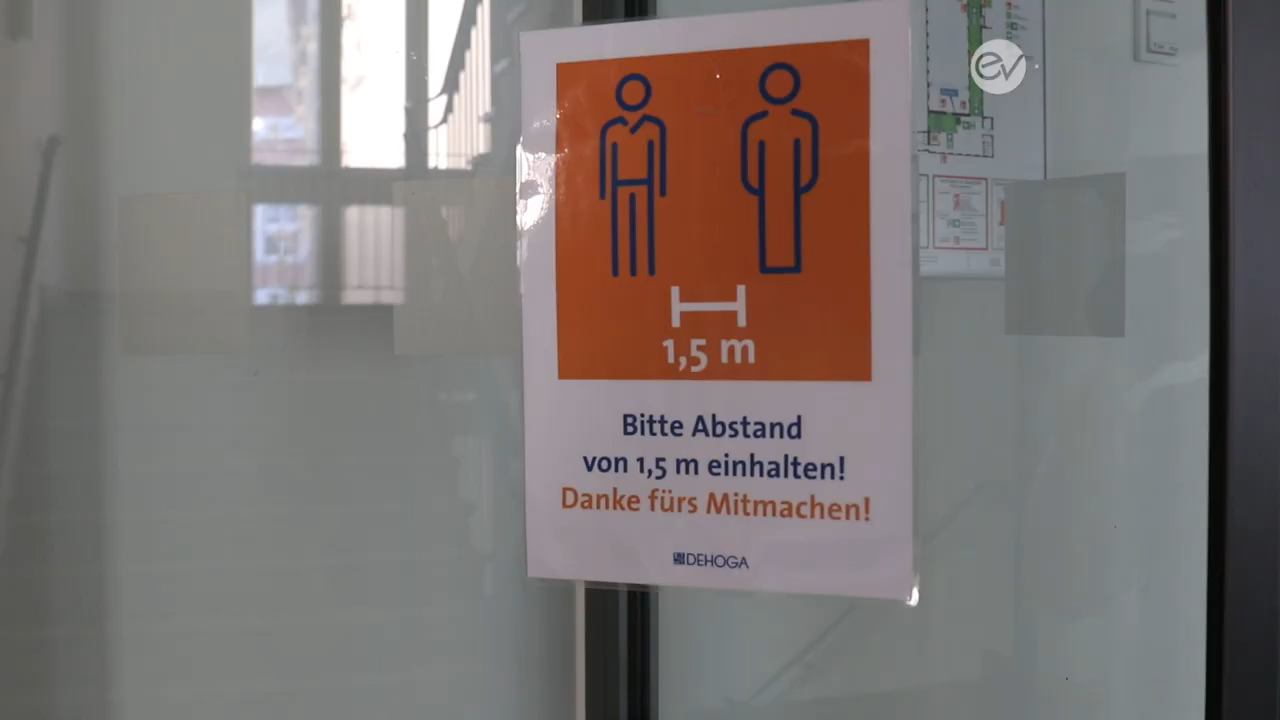 ev
1,5 m
Bitte Abstand
von 1,5 m einhalten!
Danke fürs Mitmachen!
DEHOGA